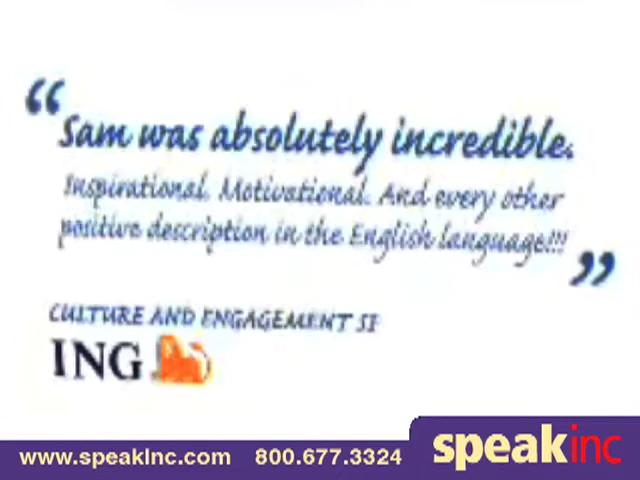 “Sam was absolutely incredible.
Inspirational. Motivational. And every other
positive description in the English language!!!”
CULTURE AND ENGAGEMENT
ING
www.speakInc.com 800.677.3324
speakinc